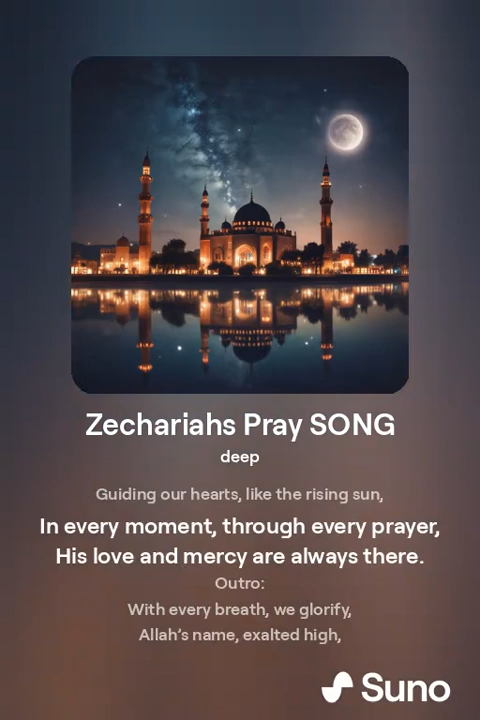 Zechariahs Pray SONG
deep
Guiding our hearts, like the rising sun,
In every moment, through every prayer,
His love and mercy are always there.
Outro:
With every breath, we glorify,
Allah’s name, exalted high,
Suno